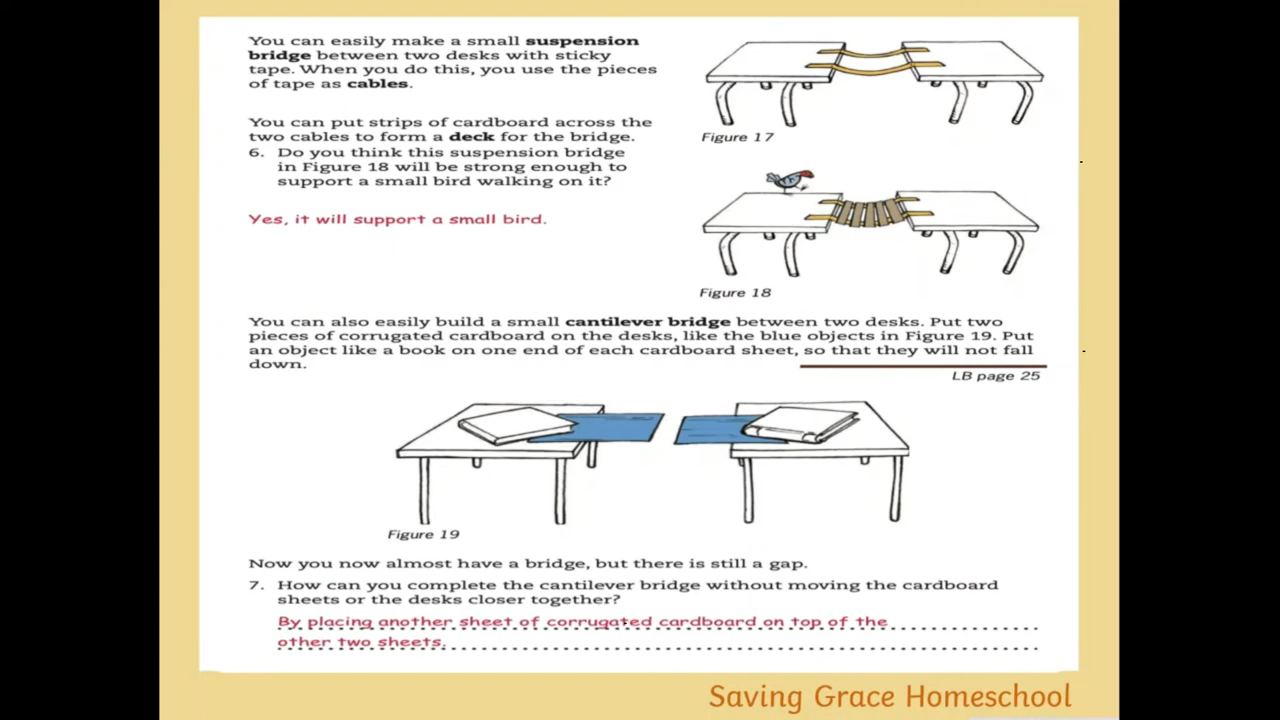 You can easily make a small suspension
bridge between two desks with sticky
tape. When you do this, you use the pieces
of tape as cables.
Figure 17
You can put strips of cardboard across the
two cables to form a deck for the bridge.
6. Do you think this suspension bridge
in Figure 18 will be strong enough to
support a small bird walking on it?
Yes, it will support a small bird.
Figure 18
You can also easily build a small cantilever bridge between two desks. Put two
pieces of corrugated cardboard on the desks, like the blue objects in Figure 19. Put
an object like a book on one end of each cardboard sheet, so that they will not fall
down.
LB page 25
Figure 19
Now you now almost have a bridge, but there is still a gap.
7. How can you complete the cantilever bridge without moving the cardboard
sheets or the desks closer together?
By placing another sheet of corrugated cardboard on top of the
other two sheets.
Saving Grace Homeschool